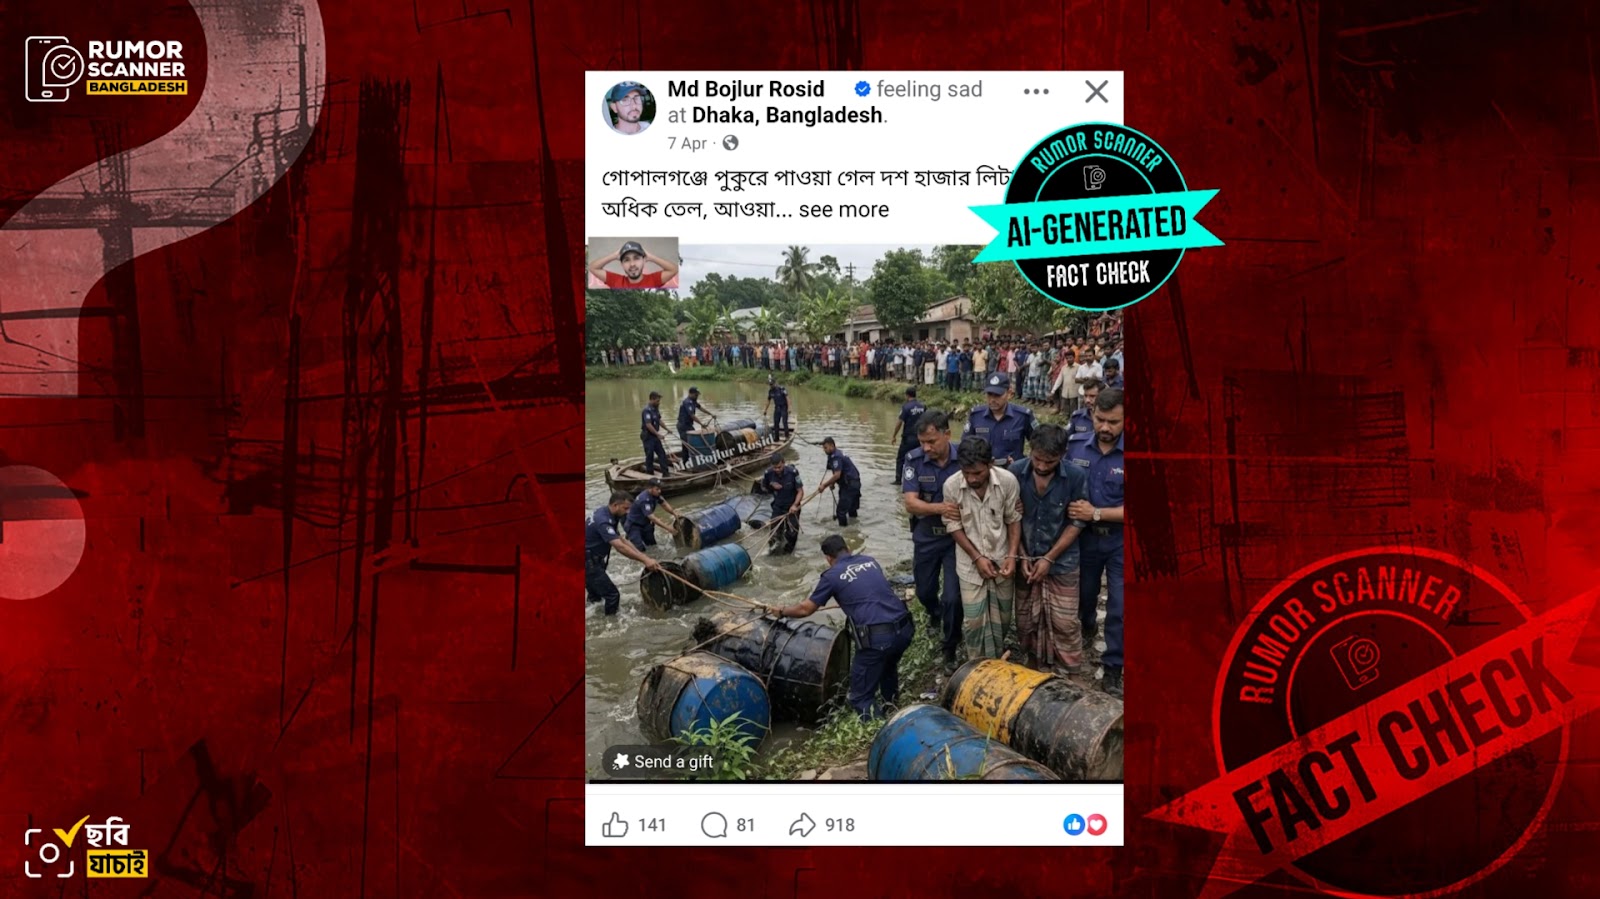 RUMOR
SCANNER
BANGLADESH
Md Bojlur Rosid feeling sad
at Dhaka, Bangladesh.
7 Apr ·
গোপালগঞ্জে পুকুরে পাওয়া গেল দশ হাজার
অধিক তেল, আওয়া... see more
RUMOR SCANNER
AI-GENERATED
FACT CHECK
Md Bojlur Rosid
পুলিশ
Send a gift
141 81 918
ছবি
যাচাই
RUMOR SCANNER
FACT CHECK